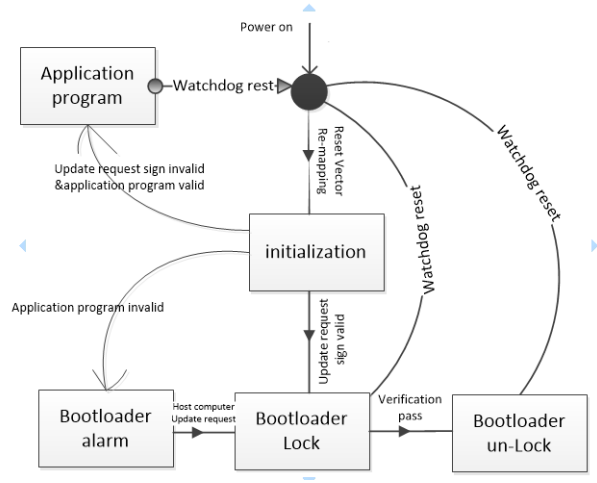 Power on
Application
program
Watchdog rest
Reset Vector
Re-mapping
Watchdog reset
Watchdog reset
Update request sign invalid
&application program valid
initialization
Application program invalid
Update request
sign valid
Host computer
Update request
Verification
pass
Bootloader
alarm
Bootloader
Lock
Bootloader
un-Lock